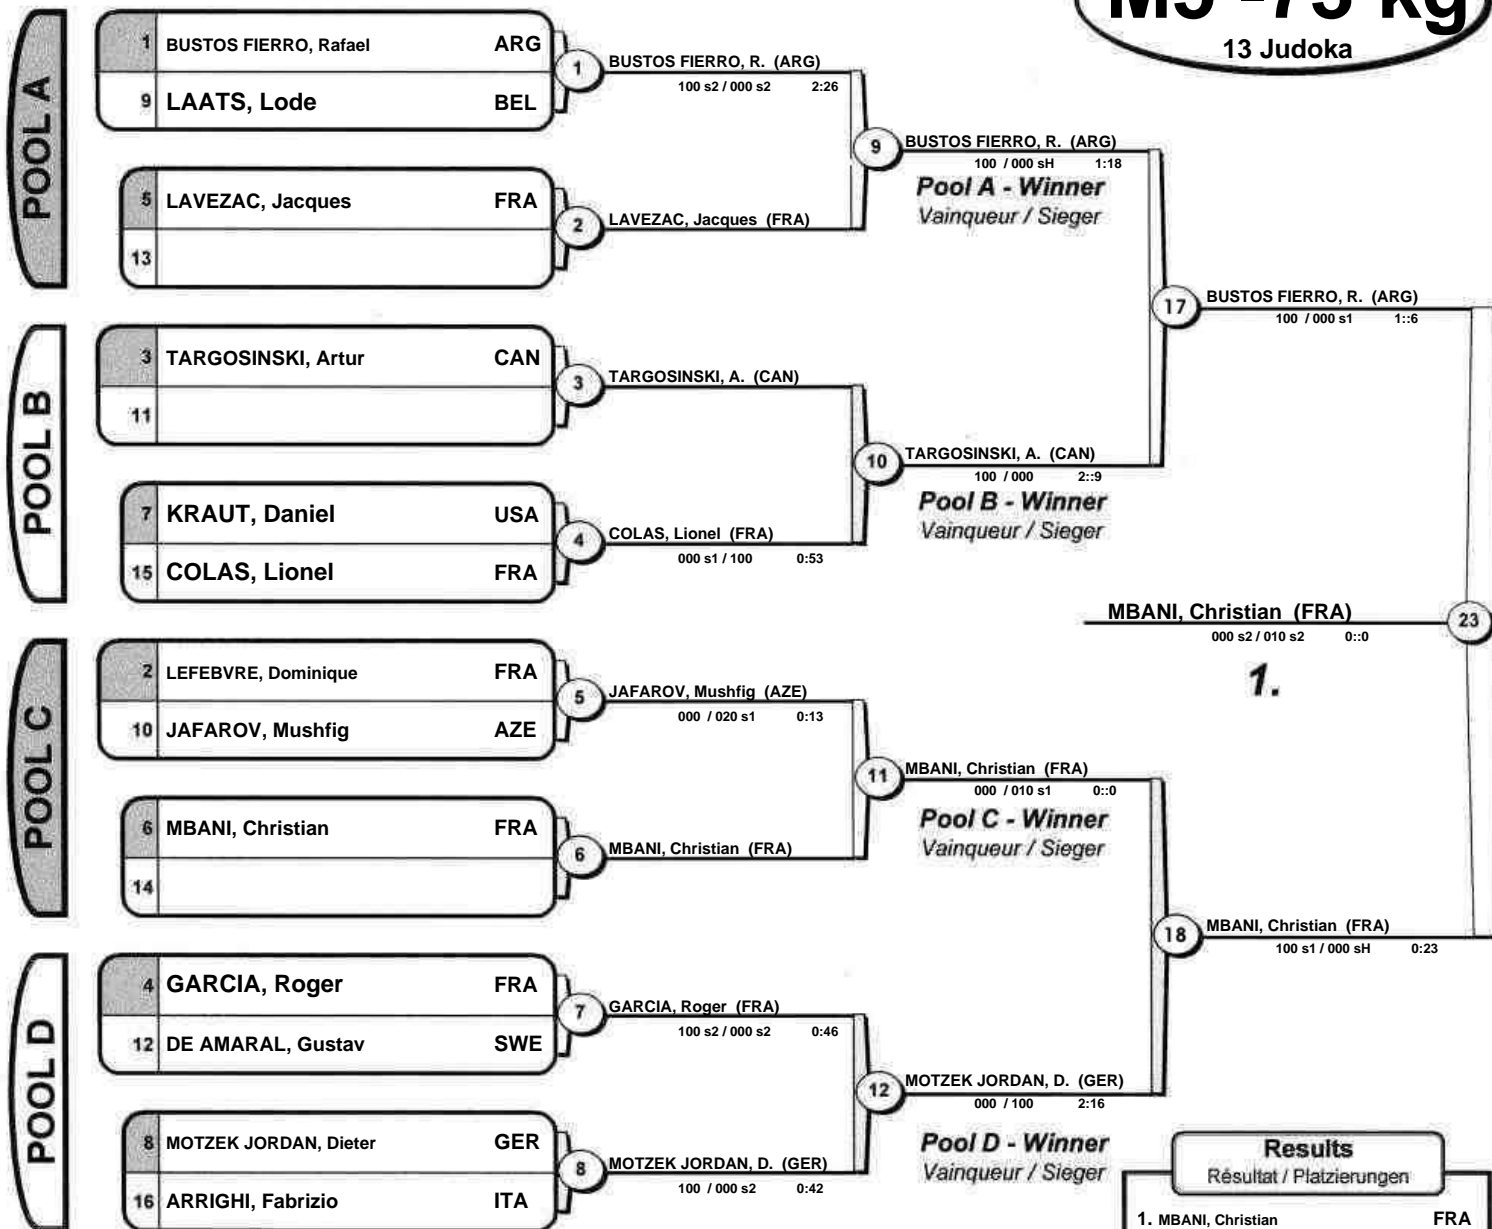 M5 -73 kg
13 Judoka
POOL A
1 BUSTOS FIERRO, Rafael ARG
9 LAATS, Lode BEL
1
BUSTOS FIERRO, R. (ARG)
100 s2 / 000 s2 2:26
5 LAVEZAC, Jacques FRA
13
2
LAVEZAC, Jacques (FRA)
9
BUSTOS FIERRO, R. (ARG)
100 / 000 sH 1:18
Pool A - Winner
Vainqueur / Sieger
POOL B
3 TARGOSINSKI, Artur CAN
11
3
TARGOSINSKI, A. (CAN)
7 KRAUT, Daniel USA
15 COLAS, Lionel FRA
4
COLAS, Lionel (FRA)
000 s1 / 100 0:53
10
TARGOSINSKI, A. (CAN)
100 / 000 2::9
Pool B - Winner
Vainqueur / Sieger
17
BUSTOS FIERRO, R. (ARG)
100 / 000 s1 1::6
MBANI, Christian (FRA)
000 s2 / 010 s2 0::0
23
1.
POOL C
2 LEFEBVRE, Dominique FRA
10 JAFAROV, Mushfig AZE
5
JAFAROV, Mushfig (AZE)
000 / 020 s1 0:13
6 MBANI, Christian FRA
14
6
MBANI, Christian (FRA)
11
MBANI, Christian (FRA)
000 / 010 s1 0::0
Pool C - Winner
Vainqueur / Sieger
18
MBANI, Christian (FRA)
100 s1 / 000 sH 0:23
POOL D
4 GARCIA, Roger FRA
12 DE AMARAL, Gustav SWE
7
GARCIA, Roger (FRA)
100 s2 / 000 s2 0:46
8 MOTZEK JORDAN, Dieter GER
16 ARRIGHI, Fabrizio ITA
8
MOTZEK JORDAN, D. (GER)
100 / 000 s2 0:42
12
MOTZEK JORDAN, D. (GER)
000 / 100 2:16
Pool D - Winner
Vainqueur / Sieger
Results
Résultat / Platzierungen
1. MBANI, Christian FRA